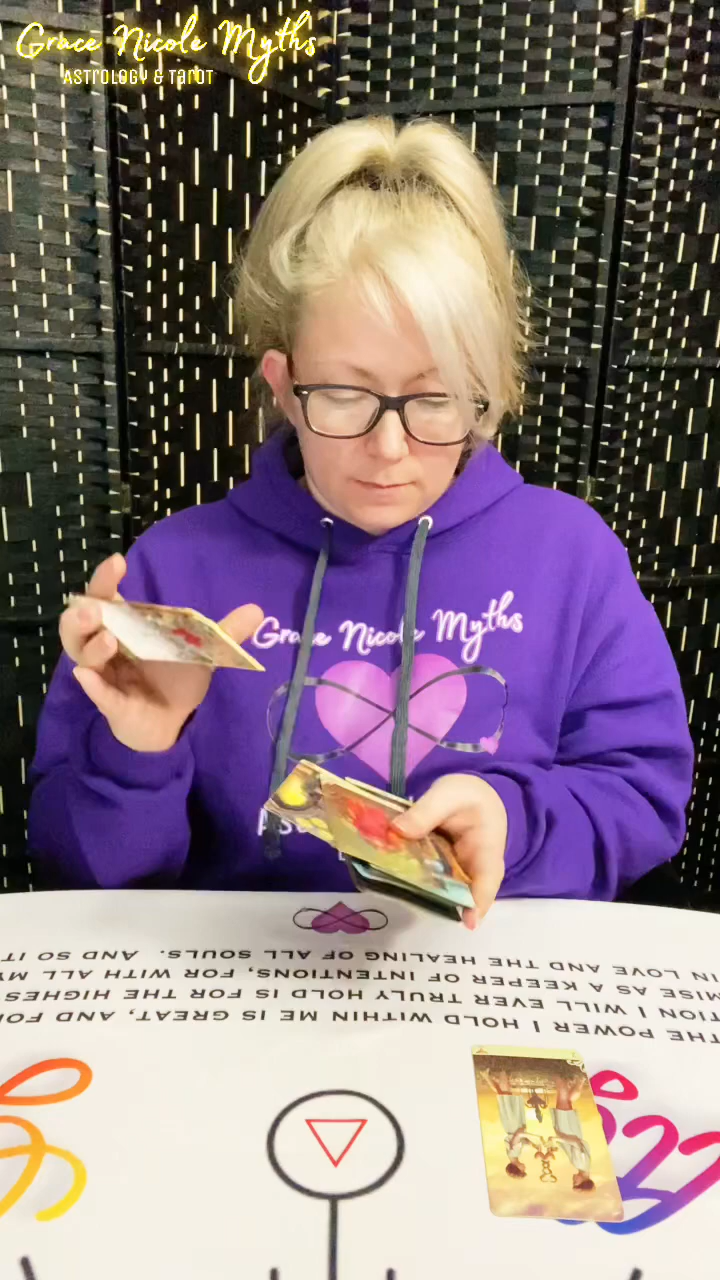 Grace Nicole Myths
ASTROLOGY & TAROT
Grace Nicole Myths
THE POWER I HOLD WITHIN ME IS GREAT, AND FO
TION I WILL EVER TRULY HOLD IS FOR THE HIGHES
MISE AS A KEEPER OF INTENTIONS, FOR WITH ALL MY
IN LOVE AND THE HEALING OF ALL SOULS. AND SO IT